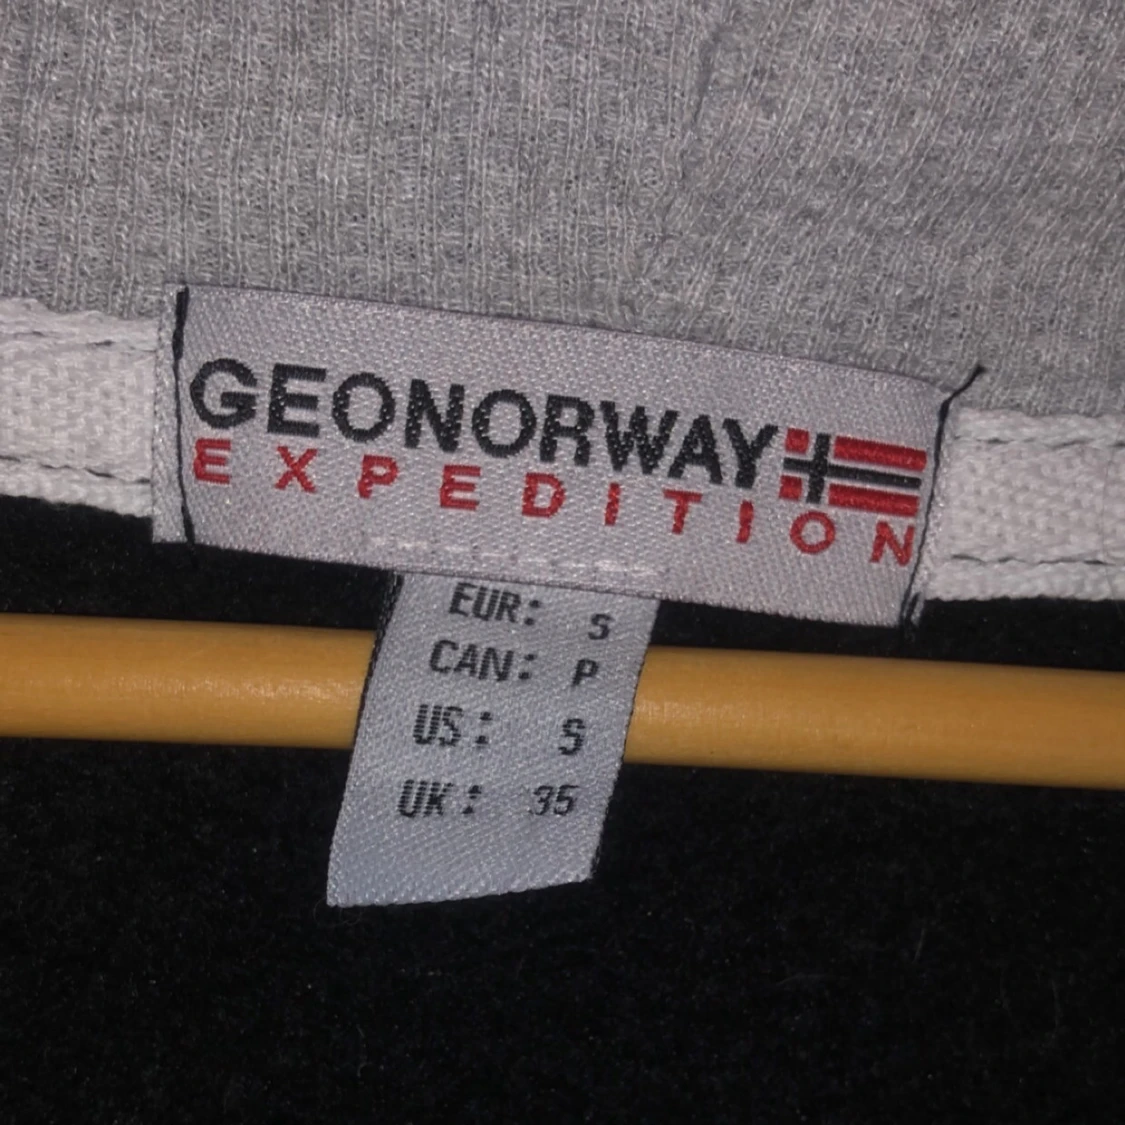 GEONORWAY
EXPEDITION
EUR: S
CAN: P
US: S
UK: 35